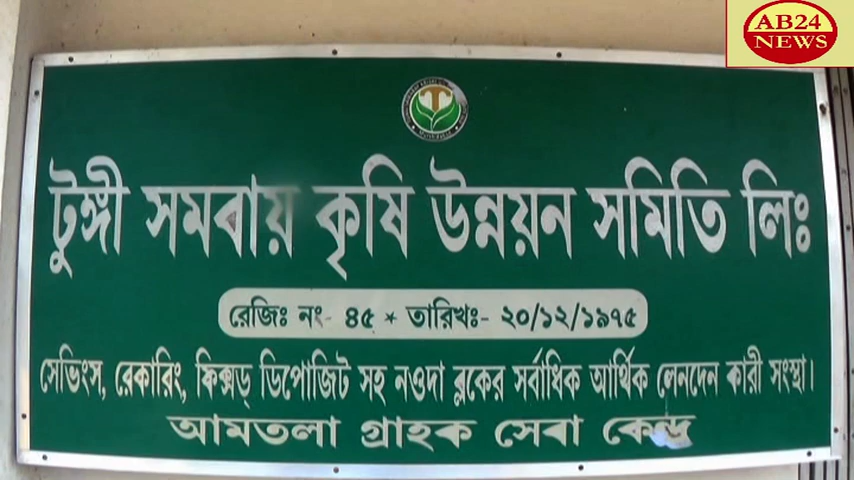 AB24
NEWS
টুঙ্গী সমবায় কৃষি উন্নয়ন সমিতি লিঃ
রেজিঃ নং- ৪৫ * তারিখঃ- ২০/১২/১৯৭৫
সেভিংস, রেকারিং, ফিক্সড্ ডিপোজিট সহ নওদা ব্লকের সর্বাধিক আর্থিক লেনদেন কারী সংস্থা।
আমতলা গ্রাহক সেবা কেন্দ্র